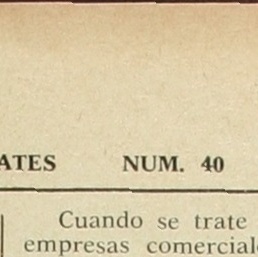 ATES NUM. 40
Cuando se trate
empresas comercial